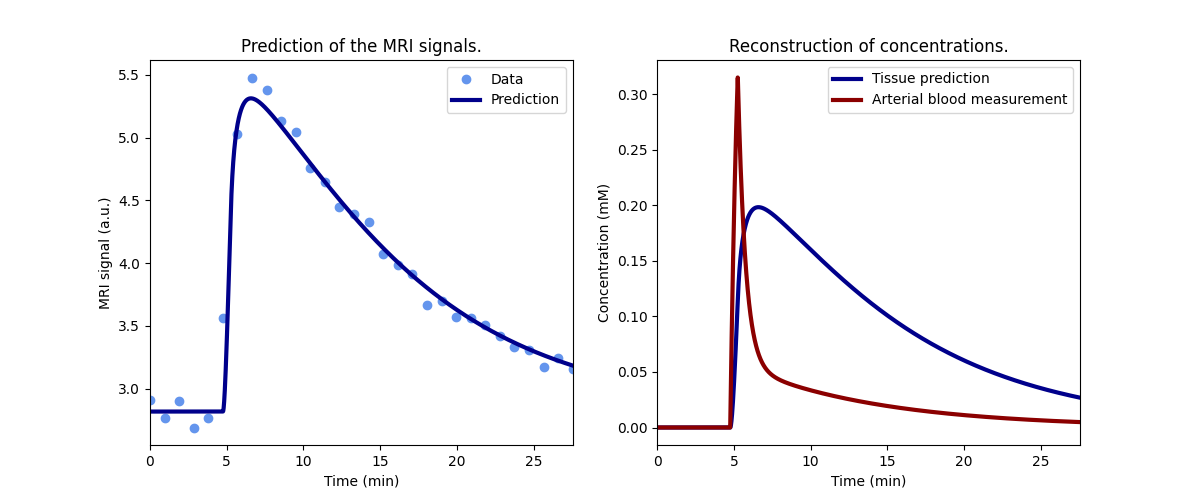 Prediction of the MRI signals.
Data
Prediction
5.5
5.0
4.5
4.0
3.5
3.0
MRI signal (a.u.)
0
5
10
15
20
25
Time (min)
Reconstruction of concentrations.
Tissue prediction
Arterial blood measurement
0.30
0.25
0.20
0.15
0.10
0.05
0.00
Concentration (mM)
0
5
10
15
20
25
Time (min)